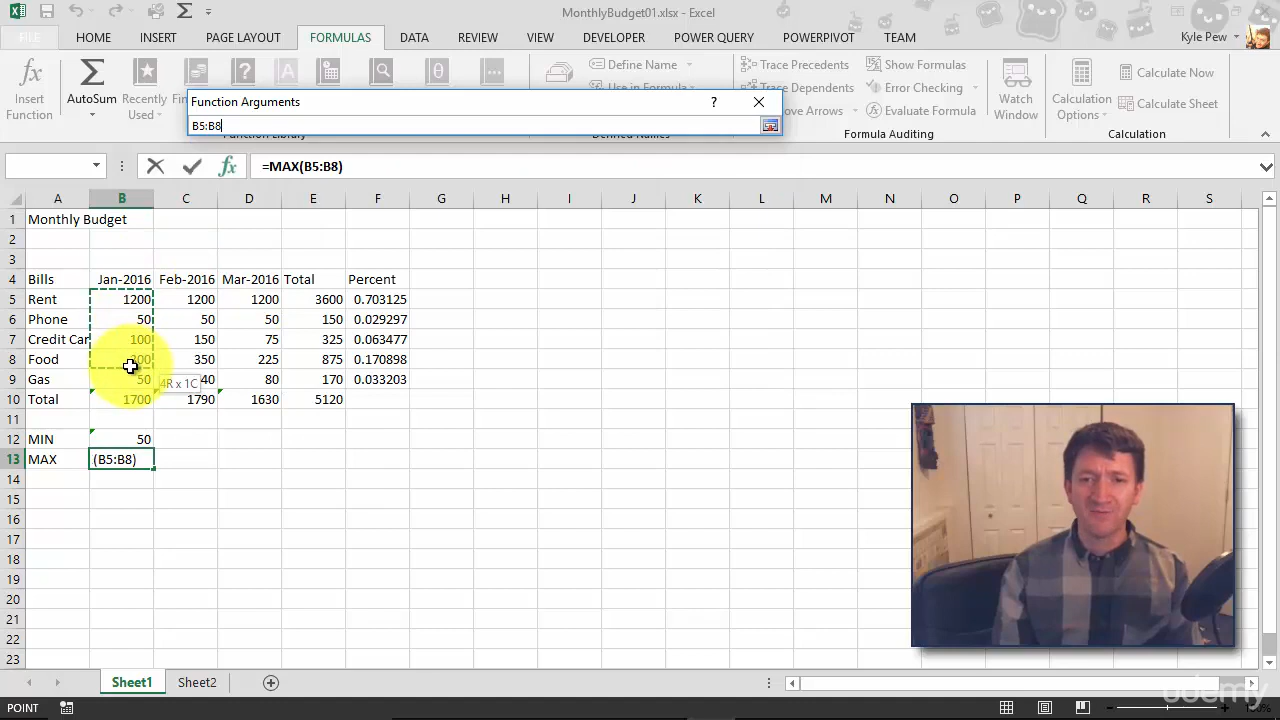 MonthlyBudget01.xlsx - Excel
FILE HOME INSERT PAGE LAYOUT FORMULAS DATA REVIEW VIEW DEVELOPER POWER QUERY POWERPIVOT TEAM Kyle Pew
Insert Function
AutoSum
Recently Used
Define Name
Use in Formula
Trace Precedents
Trace Dependents
Remove Arrows
Show Formulas
Error Checking
Evaluate Formula
Watch Window
Calculation Options
Calculate Now
Calculate Sheet
Function Library Defined Names Formula Auditing Calculation
Function Arguments ?
B5:B8
fx =MAX(B5:B8)
A B C D E F G H I J K L M N O P Q R S
1 Monthly Budget
2
3
4 Bills Jan-2016 Feb-2016 Mar-2016 Total Percent
5 Rent 1200 1200 1200 3600 0.703125
6 Phone 50 50 50 150 0.029297
7 Credit Car 100 150 75 325 0.063477
8 Food 300 350 225 875 0.170898
9 Gas 50 40 80 170 0.033203
4R x 1C
10 Total 1700 1790 1630 5120
11
12 MIN 50
13 MAX (B5:B8)
14
15
16
17
18
19
20
21
22
23
Sheet1 Sheet2
POINT
udemy